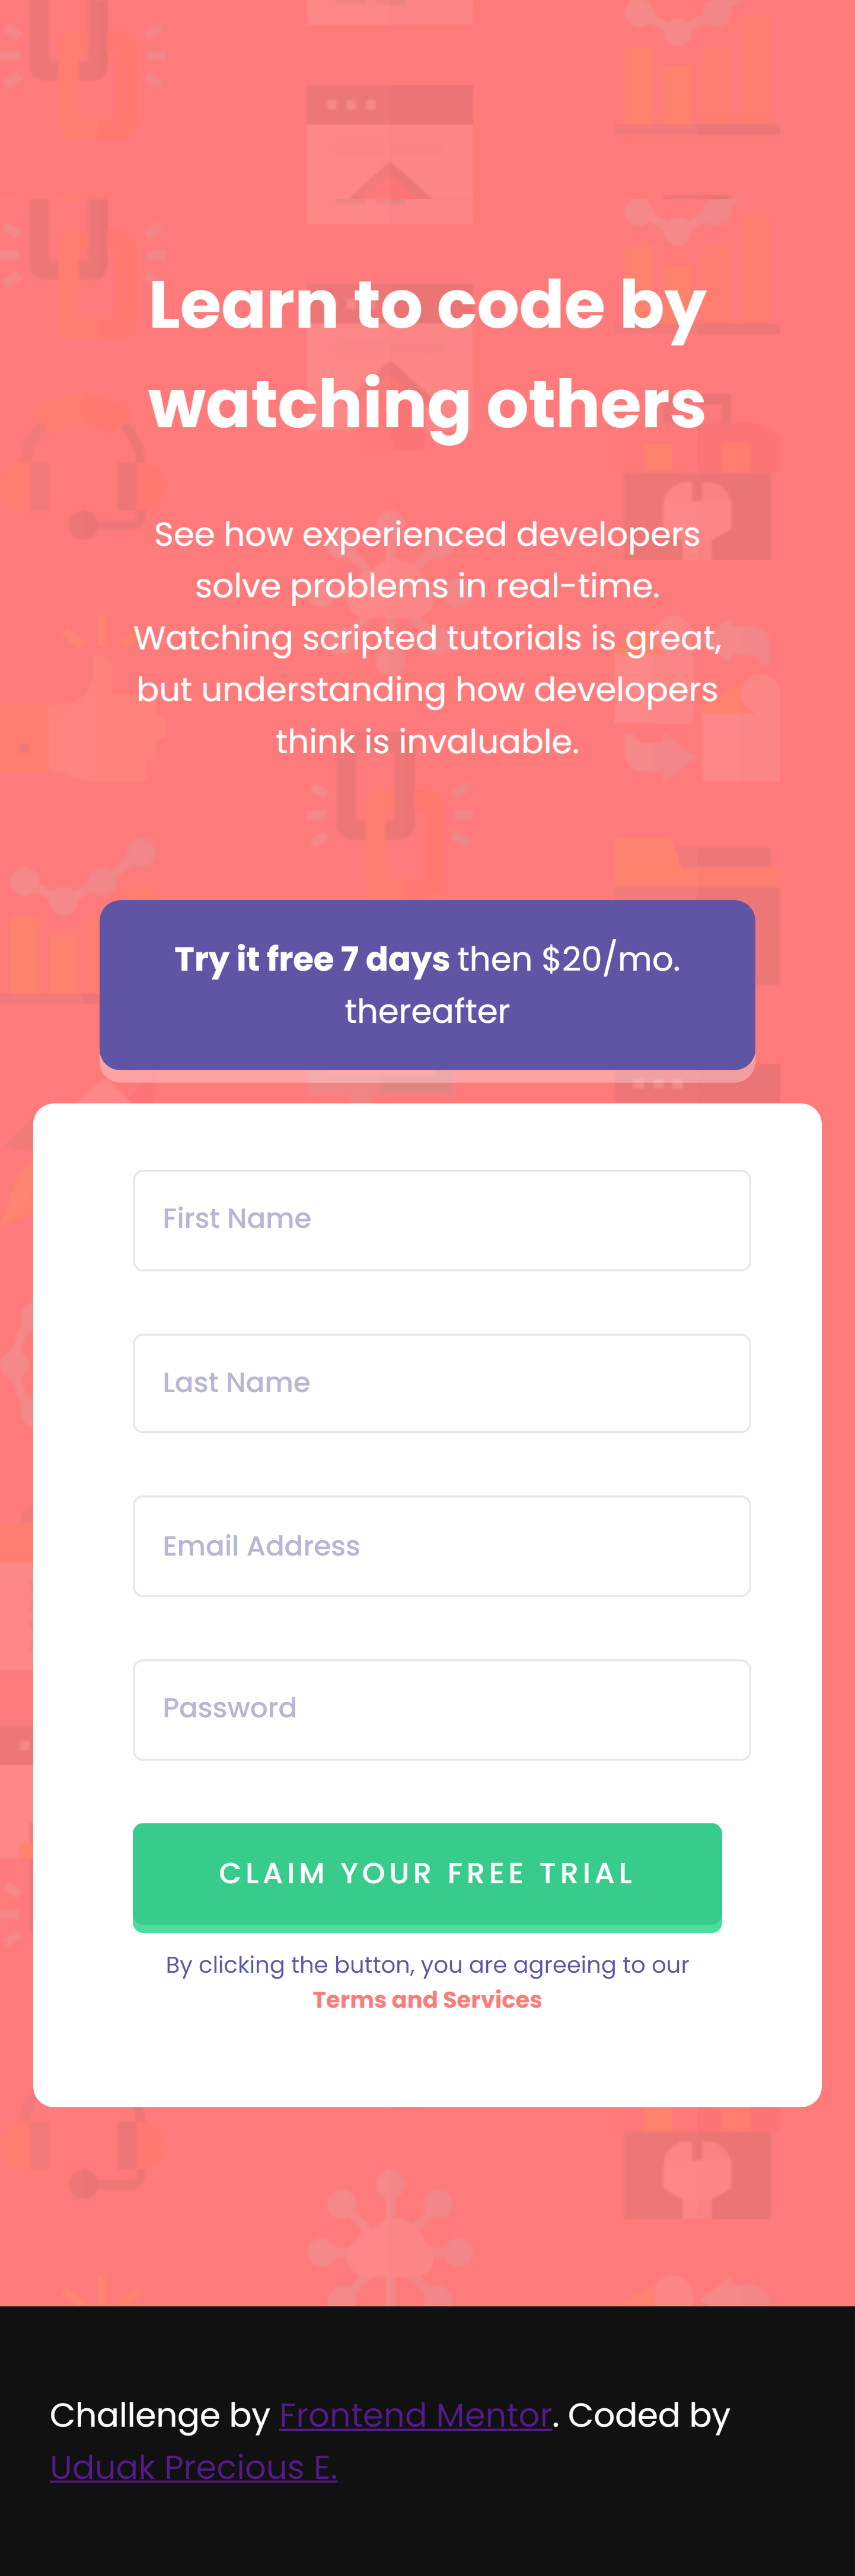 Learn to code by
watching others
See how experienced developers
solve problems in real-time.
Watching scripted tutorials is great,
but understanding how developers
think is invaluable.
Try it free 7 days then $20/mo.
thereafter
First Name
Last Name
Email Address
Password
CLAIM YOUR FREE TRIAL
By clicking the button, you are agreeing to our
Terms and Services
Challenge by Frontend Mentor. Coded by
Uduak Precious E.